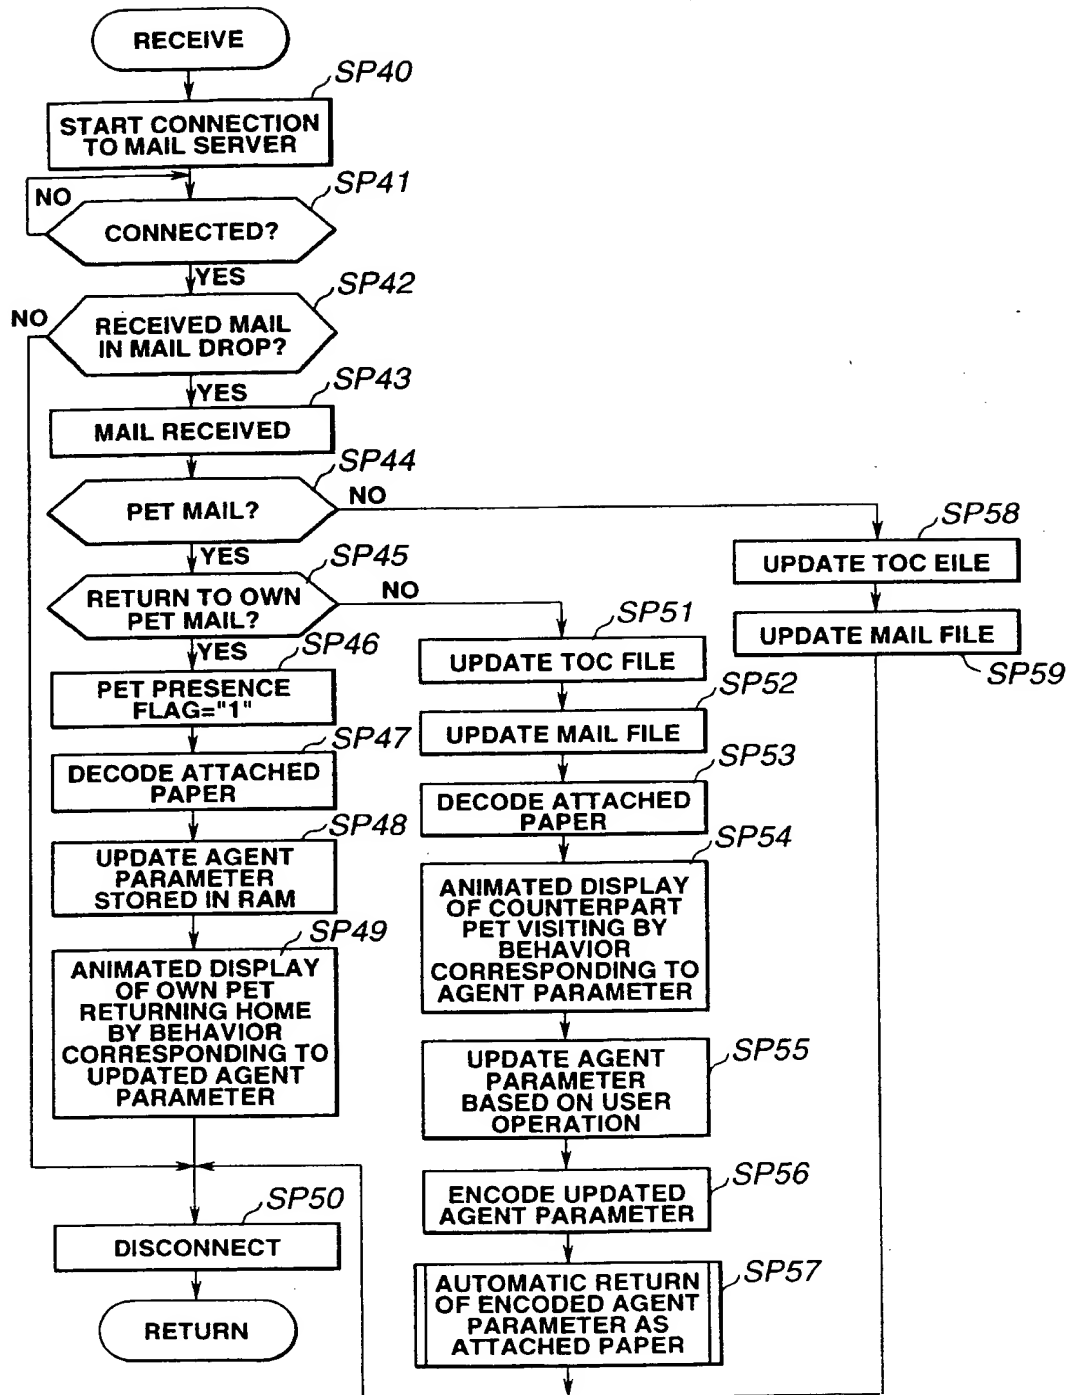 RECEIVE
SP40
START CONNECTION
TO MAIL SERVER
SP41
NO
CONNECTED?
YES
SP42
NO
RECEIVED MAIL
IN MAIL DROP?
YES
SP43
MAIL RECEIVED
SP44
PET MAIL?
NO
YES
SP45
RETURN TO OWN
PET MAIL?
NO
YES
SP46
PET PRESENCE
FLAG="1"
SP47
DECODE ATTACHED
PAPER
SP48
UPDATE AGENT
PARAMETER
STORED IN RAM
SP49
ANIMATED DISPLAY
OF OWN PET
RETURNING HOME
BY BEHAVIOR
CORRESPONDING TO
UPDATED AGENT
PARAMETER
SP50
DISCONNECT
RETURN
SP51
UPDATE TOC FILE
SP52
UPDATE MAIL FILE
SP53
DECODE ATTACHED
PAPER
SP54
ANIMATED DISPLAY
OF COUNTERPART
PET VISITING BY
BEHAVIOR
CORRESPONDING TO
AGENT PARAMETER
SP55
UPDATE AGENT
PARAMETER
BASED ON USER
OPERATION
SP56
ENCODE UPDATED
AGENT PARAMETER
SP57
AUTOMATIC RETURN
OF ENCODED AGENT
PARAMETER AS
ATTACHED PAPER
SP58
UPDATE TOC EILE
UPDATE MAIL FILE
SP59